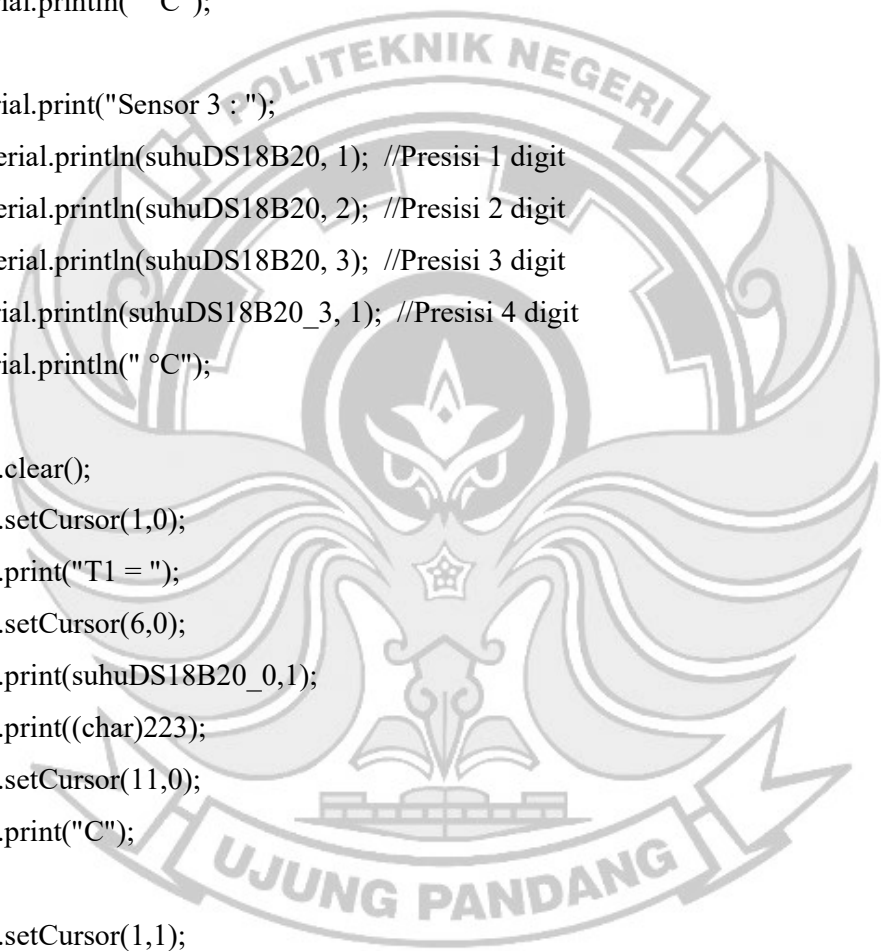 ial.println(" °C");
POLITEKNIK NEGERI
ial.print("Sensor 3 : ");
erial.println(suhuDS18B20, 1); //Presisi 1 digit
erial.println(suhuDS18B20, 2); //Presisi 2 digit
erial.println(suhuDS18B20, 3); //Presisi 3 digit
ial.println(suhuDS18B20_3, 1); //Presisi 4 digit
ial.println(" °C");
.clear();
.setCursor(1,0);
.print("T1 = ");
.setCursor(6,0);
.print(suhuDS18B20_0,1);
.print((char)223);
.setCursor(11,0);
.print("C");
UJUNG PANDANG
.setCursor(1,1);